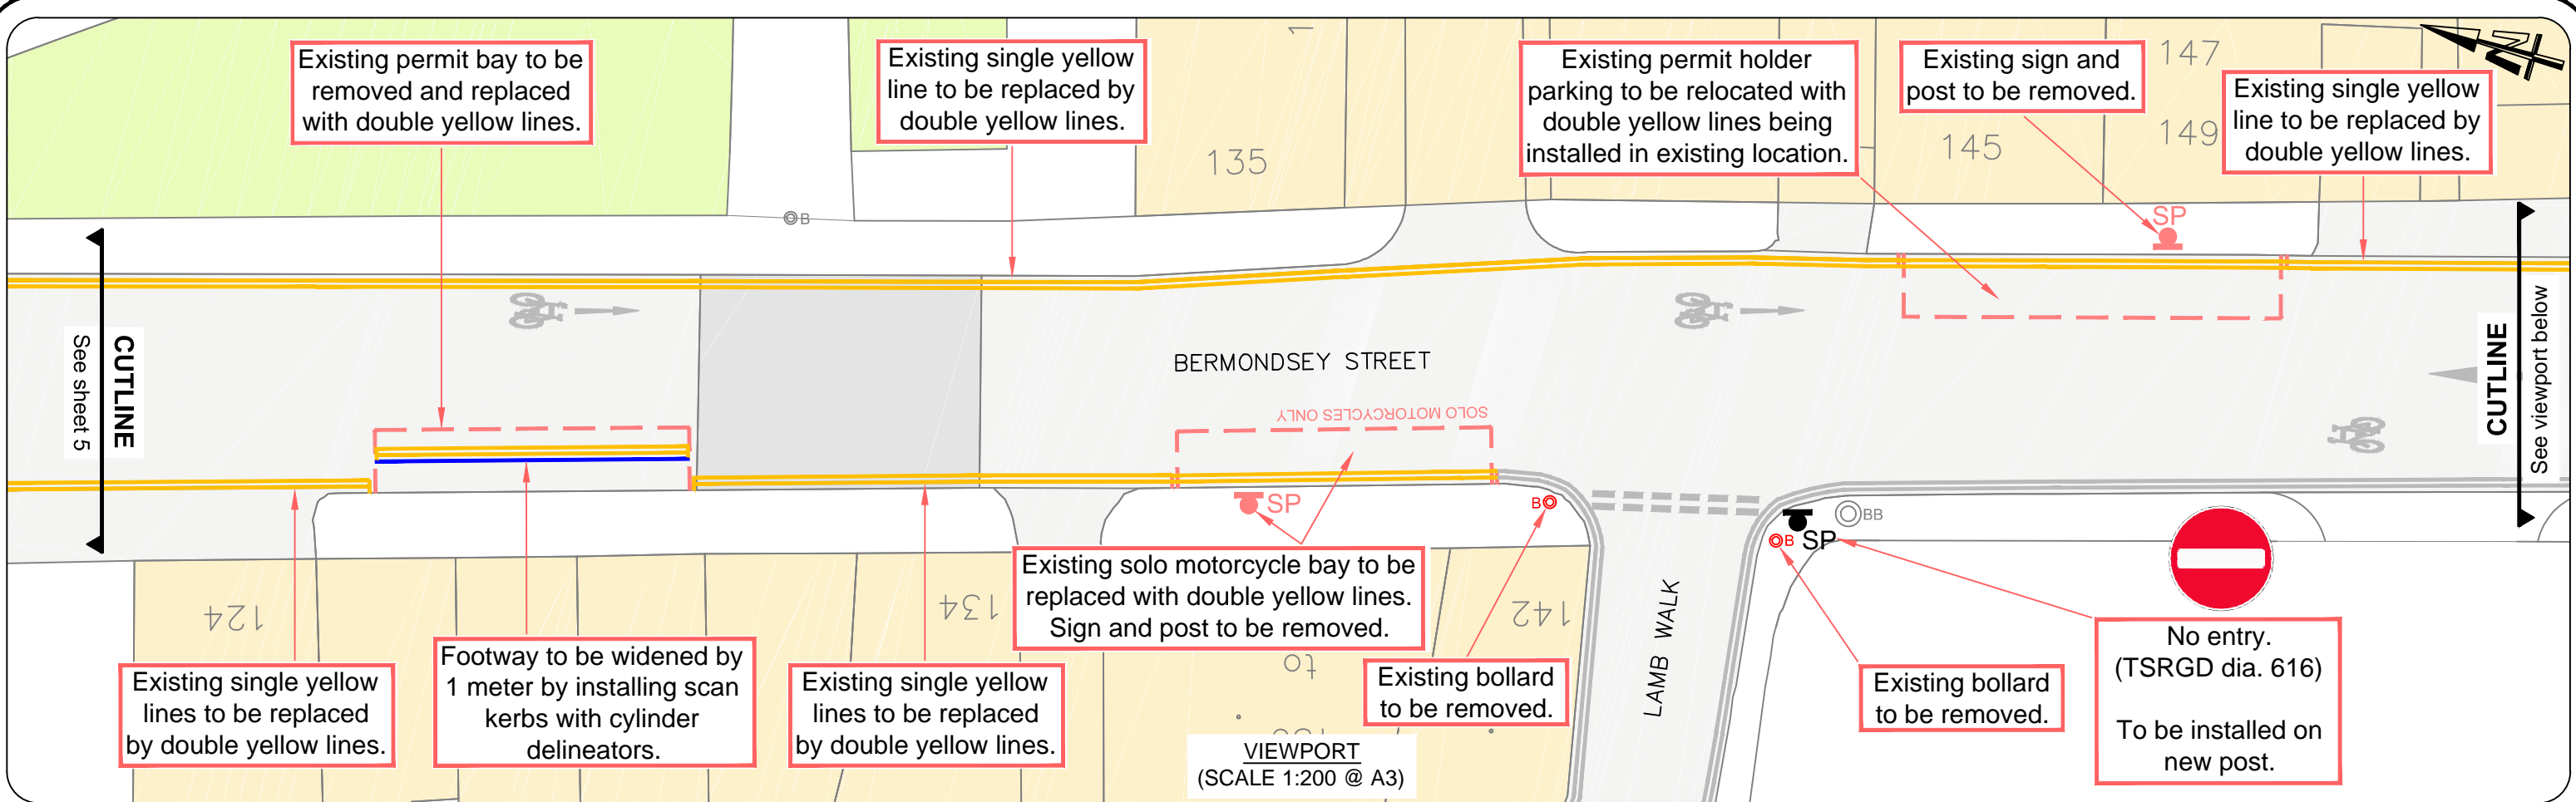 Existing permit bay to be
removed and replaced
with double yellow lines.
Existing single yellow
line to be replaced by
double yellow lines.
Existing permit holder
parking to be relocated with
double yellow lines being
installed in existing location.
Existing sign and
post to be removed.
Existing single yellow
line to be replaced by
double yellow lines.
N
1
135
145
147
149
B
SP
CUTLINE
See sheet 5
BERMONDSEY STREET
SOLO MOTORCYCLES ONLY
CUTLINE
See viewport below
SP
B
B
SP
BB
124
134
to
142
LAMB WALK
Existing single yellow
lines to be replaced
by double yellow lines.
Footway to be widened by
1 meter by installing scan
kerbs with cylinder
delineators.
Existing single yellow
lines to be replaced
by double yellow lines.
Existing solo motorcycle bay to be
replaced with double yellow lines.
Sign and post to be removed.
Existing bollard
to be removed.
Existing bollard
to be removed.
No entry.
(TSRGD dia. 616)
To be installed on
new post.
VIEWPORT
(SCALE 1:200 @ A3)